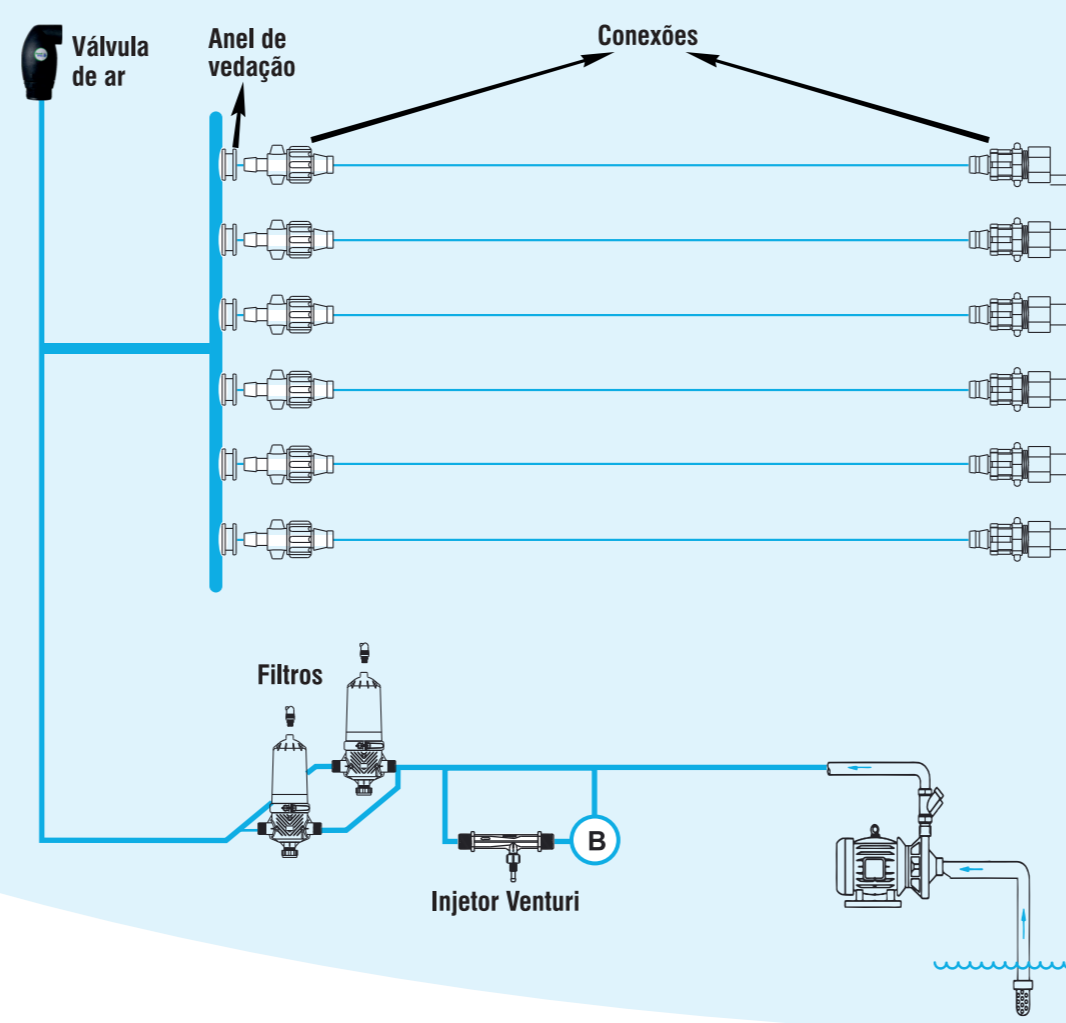 Válvula
de ar
Anel de
vedação
Conexões
Filtros
B
Injetor Venturi